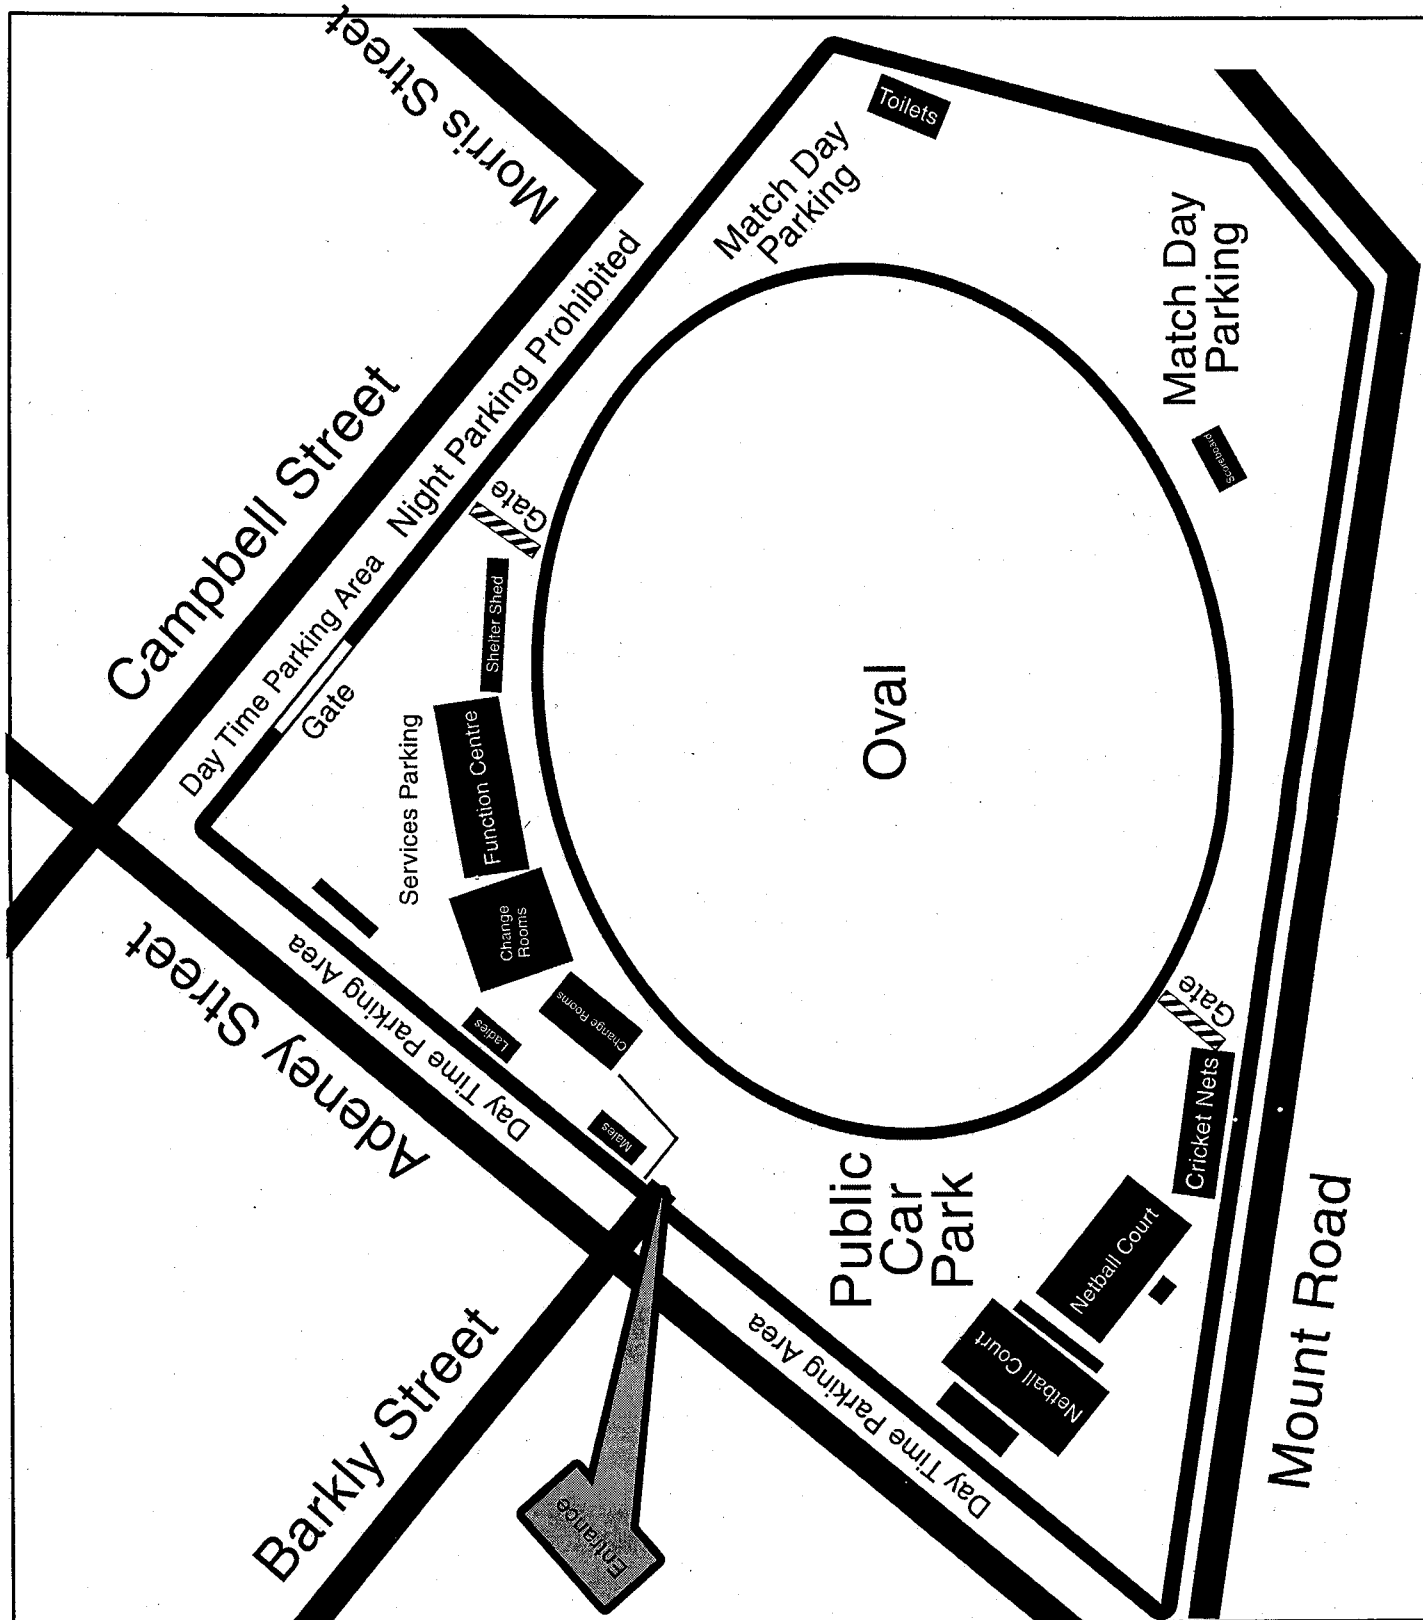 Morris Street
Toilets
Match Day
Parking
Match Day
Parking
Night Parking Prohibited
Campbell Street
Scoreboard
Gate
Day Time Parking Area
Shelter Shed
Gate
Oval
Services Parking
Function Centre
Change
Rooms
Adeney Street
Day Time Parking Area
Ladies
Change Rooms
Gate
Males
Cricket Nets
Public
Car
Park
Netball Court
Netball Court
Mount Road
Barkly Street
Day Time Parking Area
Entrance